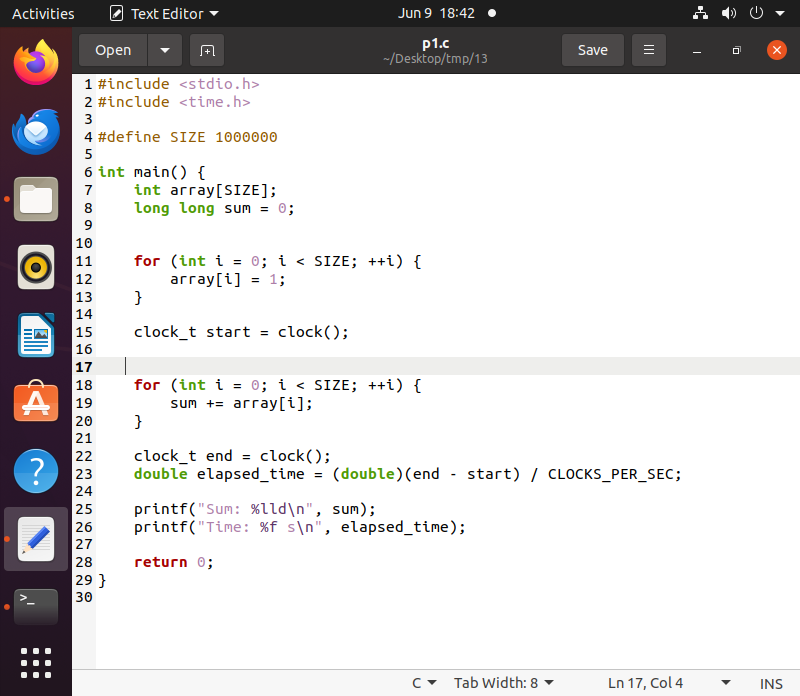 Activities Text Editor Jun 9 18:42
Open p1.c Save
~/Desktop/tmp/13
1 #include <stdio.h>
2 #include <time.h>
3
4 #define SIZE 1000000
5
6 int main() {
7     int array[SIZE];
8     long long sum = 0;
9
10
11     for (int i = 0; i < SIZE; ++i) {
12         array[i] = 1;
13     }
14
15     clock_t start = clock();
16
17
18     for (int i = 0; i < SIZE; ++i) {
19         sum += array[i];
20     }
21
22     clock_t end = clock();
23     double elapsed_time = (double)(end - start) / CLOCKS_PER_SEC;
24
25     printf("Sum: %lld\n", sum);
26     printf("Time: %f s\n", elapsed_time);
27
28     return 0;
29 }
30
C Tab Width: 8 Ln 17, Col 4 INS